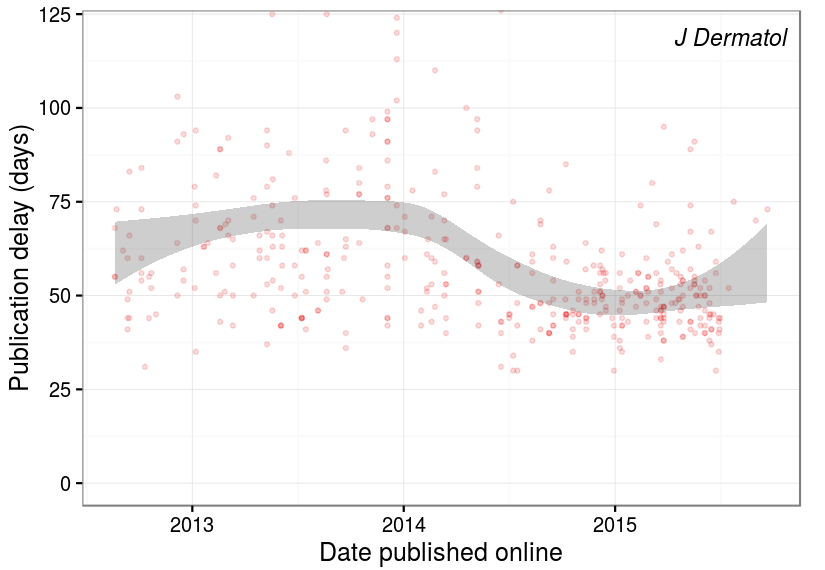 J Dermatol
125
100
75
50
25
0
Publication delay (days)
2013 2014 2015
Date published online